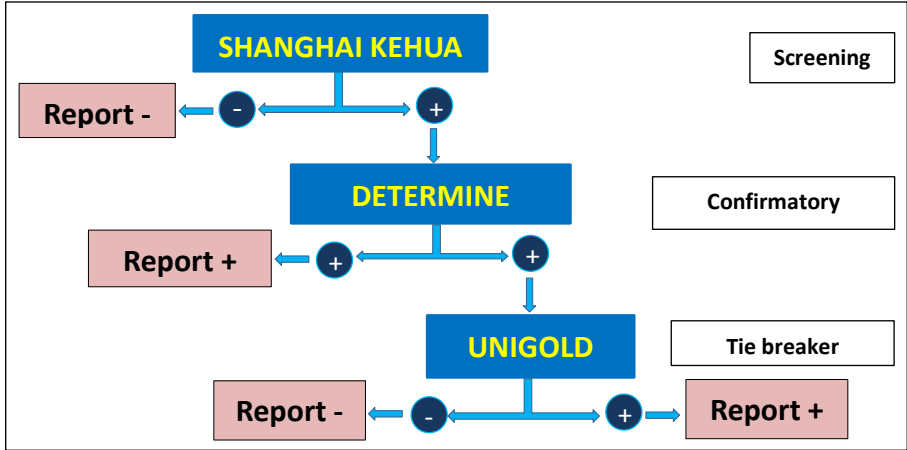 SHANGHAI KEHUA
Screening
Report -
-
+
DETERMINE
Confirmatory
Report +
+
+
UNIGOLD
Tie breaker
Report -
-
+
Report +